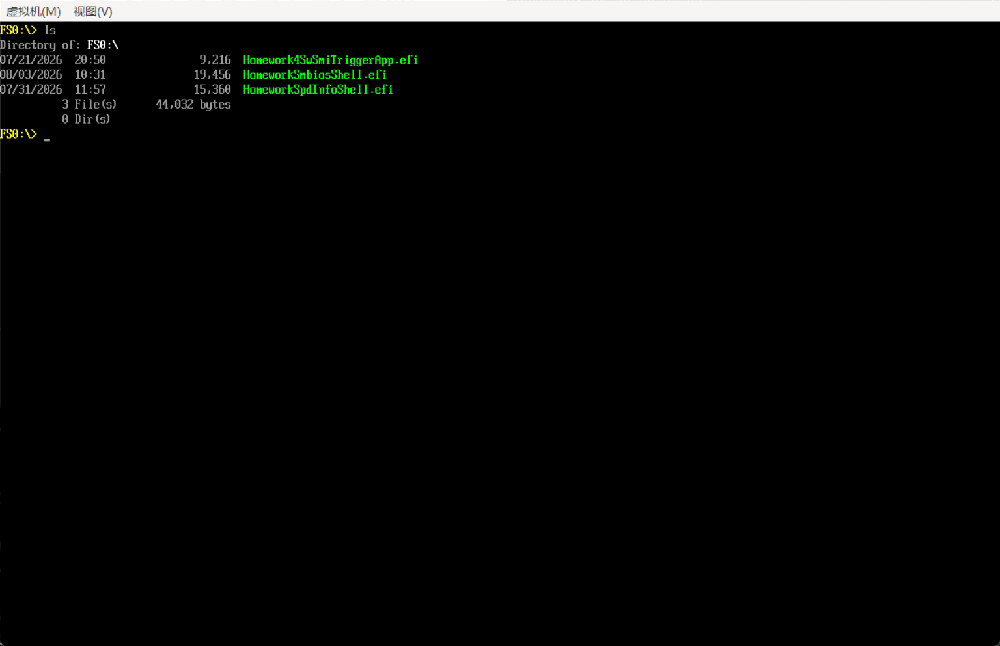 虚拟机(M) 视图(V)
FS0:\> ls
Directory of: FS0:\
07/21/2026  20:50               9,216  Homework4SwSmiTriggerApp.efi
08/03/2026  10:31              19,456  HomeworkSmbiosShell.efi
07/31/2026  11:57              15,360  HomeworkSpdInfoShell.efi
          3 File(s)      44,032 bytes
          0 Dir(s)
FS0:\> _